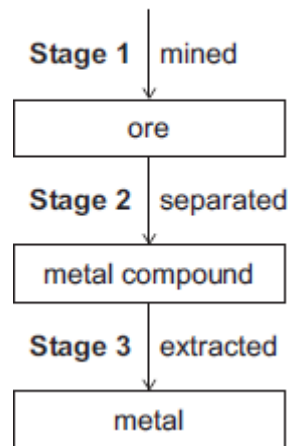 Stage 1 mined
ore
Stage 2 separated
metal compound
Stage 3 extracted
metal